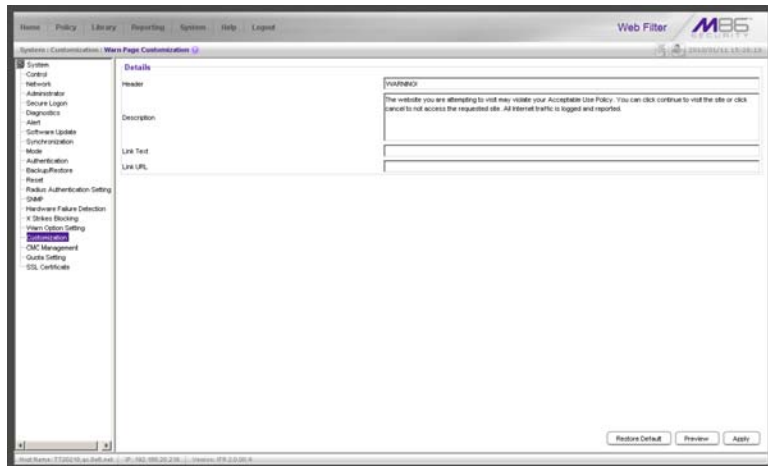 Home Policy Library Reporting System Help Logout
Web Filter
M86
SECURITY
System : Customization : Warn Page Customization
System
Control
Network
Administrator
Secure Logon
Diagnostics
Alert
Software Update
Synchronization
Mode
Authentication
Backup/Restore
Reset
Radius Authentication Setting
SNMP
Hardware Failure Detection
X Strikes Blocking
Warn Option Setting
Customization
CMC Management
Quota Setting
SSL Certificate
Details
Header
WARNING!
Description
The website you are attempting to visit may violate your Acceptable Use Policy. You can click continue to visit the site or click
cancel to not access the requested site. All Internet traffic is logged and reported.
Link Text
Link URL
Restore Default Preview Apply
Host Name: IP: Version: